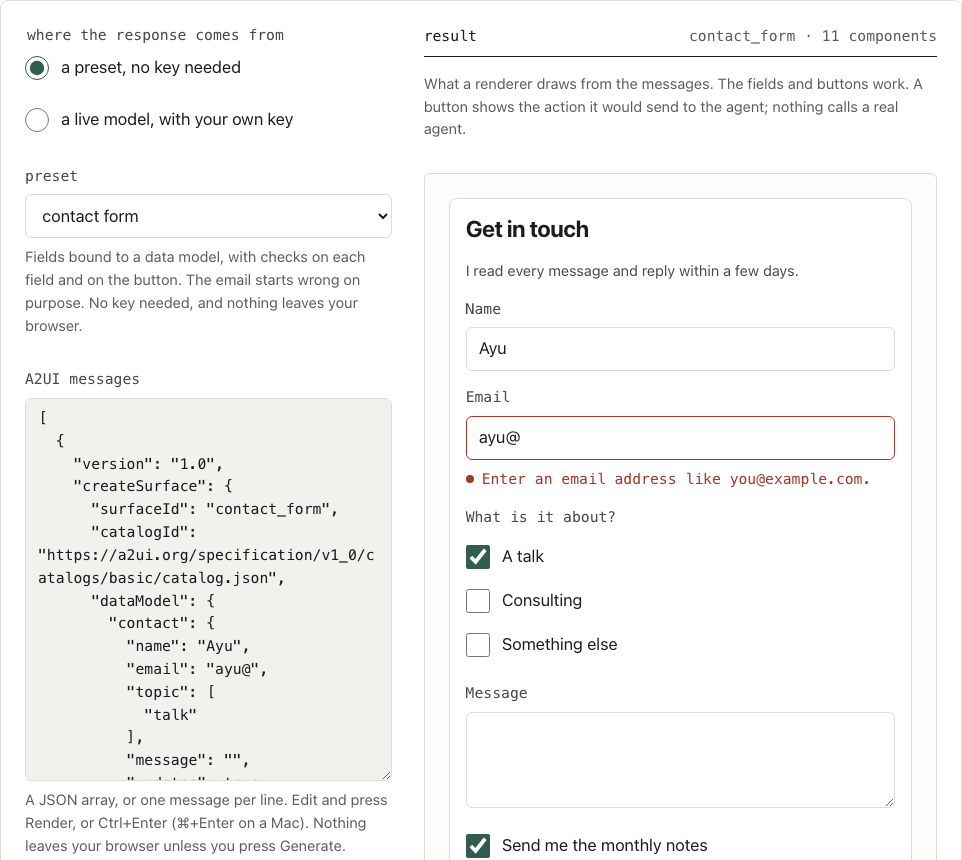 where the response comes from
a preset, no key needed
a live model, with your own key
preset
contact form
Fields bound to a data model, with checks on each
field and on the button. The email starts wrong on
purpose. No key needed, and nothing leaves your
browser.
A2UI messages
[
  {
    "version": "1.0",
    "createSurface": {
      "surfaceId": "contact_form",
      "catalogId":
"https://a2ui.org/specification/v1_0/c
atalogs/basic/catalog.json",
      "dataModel": {
        "contact": {
          "name": "Ayu",
          "email": "ayu@",
          "topic": [
            "talk"
          ],
          "message": "",
A JSON array, or one message per line. Edit and press
Render, or Ctrl+Enter (⌘+Enter on a Mac). Nothing
leaves your browser unless you press Generate.
result
contact_form · 11 components
What a renderer draws from the messages. The fields and buttons work. A
button shows the action it would send to the agent; nothing calls a real
agent.
Get in touch
I read every message and reply within a few days.
Name
Ayu
Email
ayu@
Enter an email address like you@example.com.
What is it about?
A talk
Consulting
Something else
Message
Send me the monthly notes